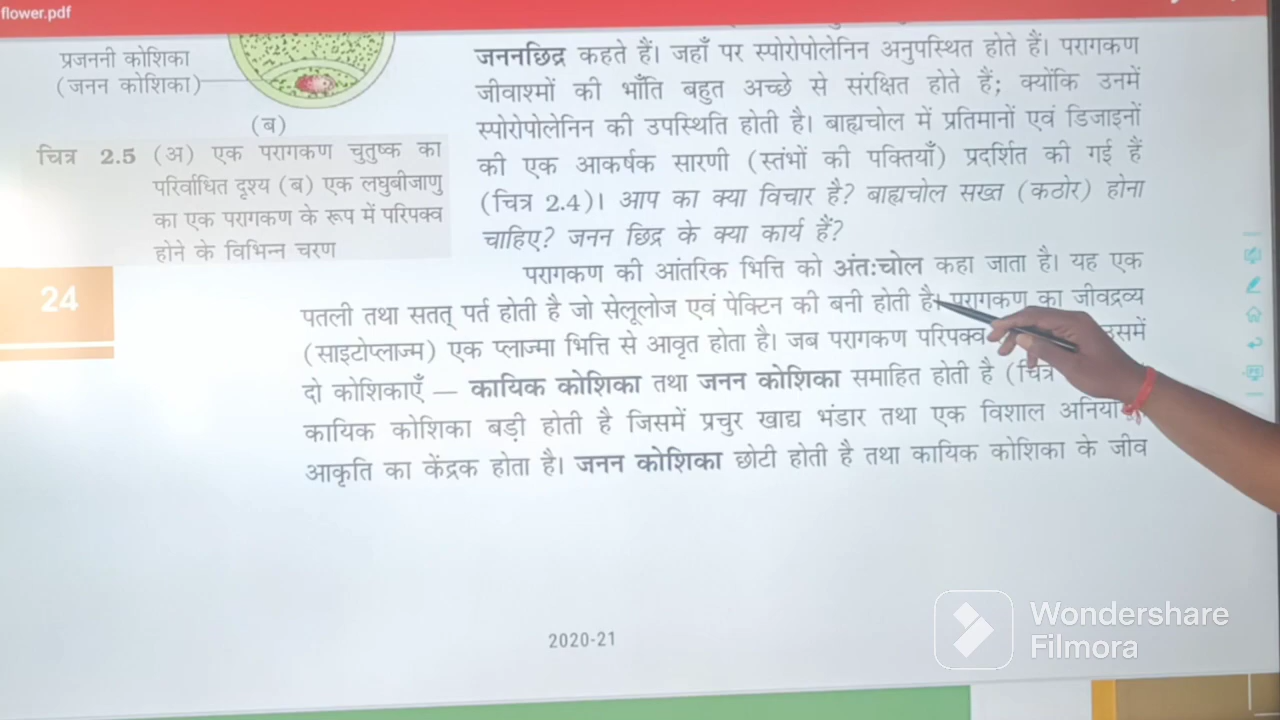 flower.pdf
प्रजननी कोशिका
(जनन कोशिका)
(ब)
चित्र 2.5 (अ) एक परागकण चुतुष्क का
परिर्वाधित दृश्य (ब) एक लघुबीजाणु
का एक परागकण के रूप में परिपक्व
होने के विभिन्न चरण
24
जननछिद्र कहते हैं। जहाँ पर स्पोरोपोलेनिन अनुपस्थित होते हैं। परागकण
जीवाश्मों की भाँति बहुत अच्छे से संरक्षित होते हैं; क्योंकि उनमें
स्पोरोपोलेनिन की उपस्थिति होती है। बाह्यचोल में प्रतिमानों एवं डिजाइनों
की एक आकर्षक सारणी (स्तंभों की पक्तियाँ) प्रदर्शित की गई हैं
(चित्र 2.4)। आप का क्या विचार है? बाह्यचोल सख्त (कठोर) होना
चाहिए? जनन छिद्र के क्या कार्य हैं?
परागकण की आंतरिक भित्ति को अंतःचोल कहा जाता है। यह एक
पतली तथा सतत् पर्त होती है जो सेलूलोज एवं पेक्टिन की बनी होती है। परागकण का जीवद्रव्य
(साइटोप्लाज्म) एक प्लाज्मा भित्ति से आवृत होता है। जब परागकण परिपक्व उसमें
दो कोशिकाएँ — कायिक कोशिका तथा जनन कोशिका समाहित होती है (चित्र
कायिक कोशिका बड़ी होती है जिसमें प्रचुर खाद्य भंडार तथा एक विशाल
आकृति का केंद्रक होता है। जनन कोशिका छोटी होती है तथा कायिक कोशिका के जीव
2020-21
Wondershare
Filmora